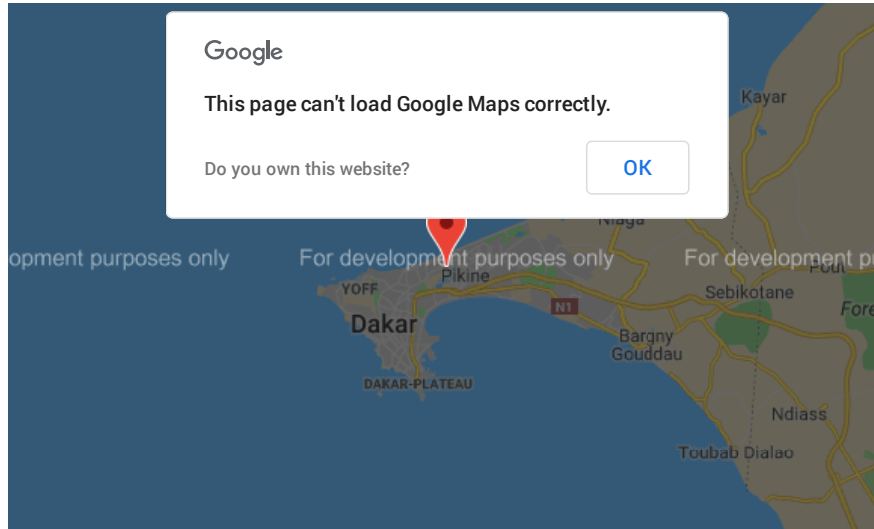 Google
This page can't load Google Maps correctly.
Do you own this website?
OK
Kayar
Niaga
opment purposes only
For development purposes only
For development p
Pout
Pikine
YOFF
Sebikotane
N1
Fore
Dakar
Bargny
Gouddau
DAKAR-PLATEAU
Ndiass
Toubab Dialao